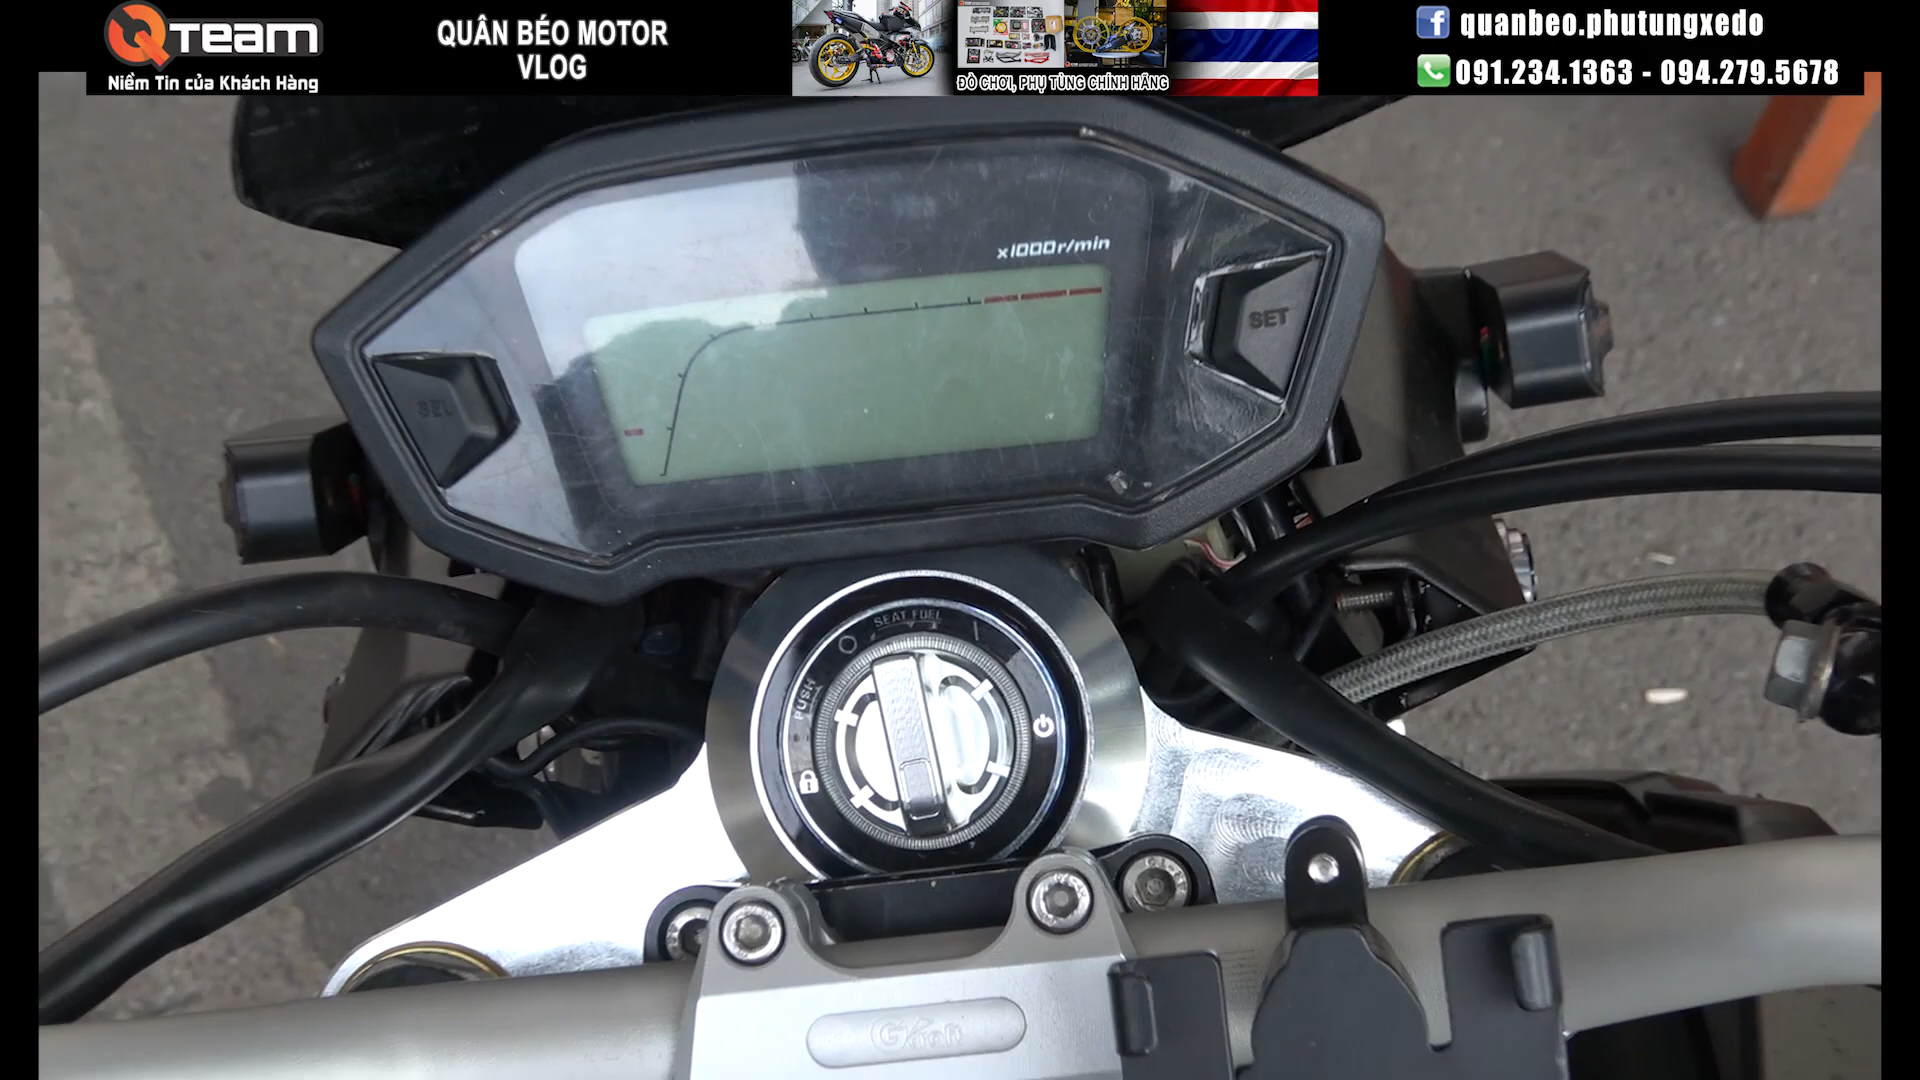 QTEAM
Niềm Tin của Khách Hàng
QUÂN BÉO MOTOR
VLOG
ĐỒ CHƠI, PHỤ TÙNG CHÍNH HÃNG
quanbeo.phutungxedo
091.234.1363 - 094.279.5678
x1000r/min
SEL
SET
SEAT FUEL
PUSH